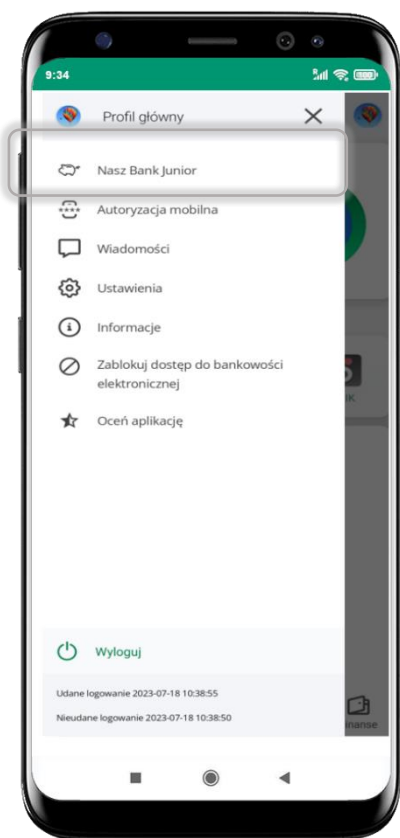 9:34
Profil główny
Nasz Bank Junior
Autoryzacja mobilna
Wiadomości
Ustawienia
Informacje
Zablokuj dostęp do bankowości
elektronicznej
Oceń aplikację
Wyloguj
Udane logowanie 2023-07-18 10:38:55
Nieudane logowanie 2023-07-18 10:38:50